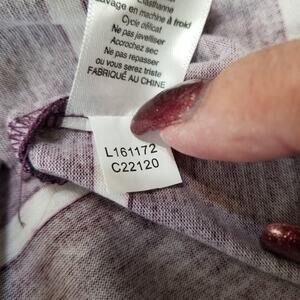 élasthanne
Lavage en machine à froid
Cycle délicat
Ne pas javelliser
Accrochez sec
Ne pas repasser
ou vous serez triste
FABRIQUÉ AU CHINE
L161172
C22120